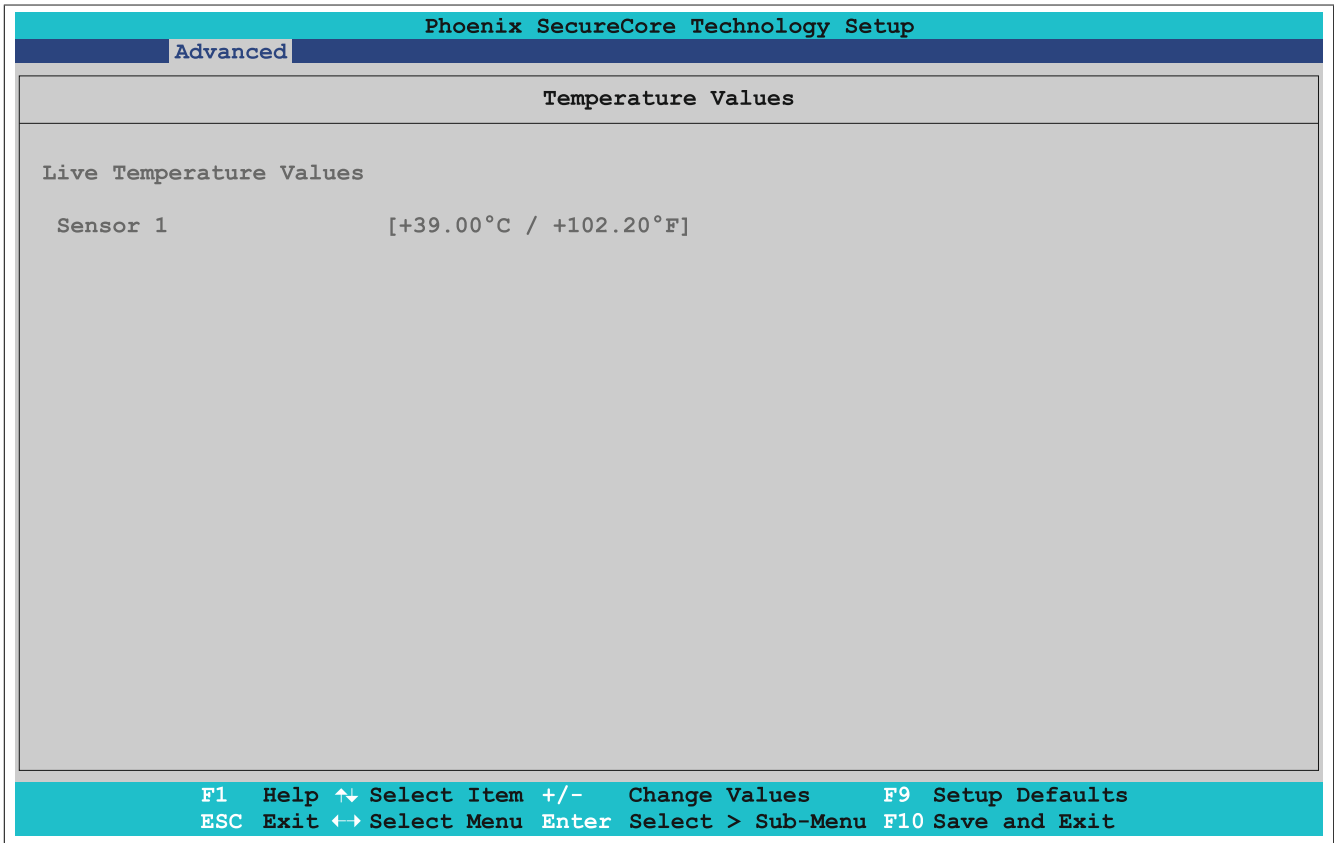 Phoenix SecureCore Technology Setup
Advanced
Temperature Values
Live Temperature Values
Sensor 1 [+39.00°C / +102.20°F]
F1 Help ↑↓ Select Item +/- Change Values F9 Setup Defaults
ESC Exit ←→ Select Menu Enter Select > Sub-Menu F10 Save and Exit